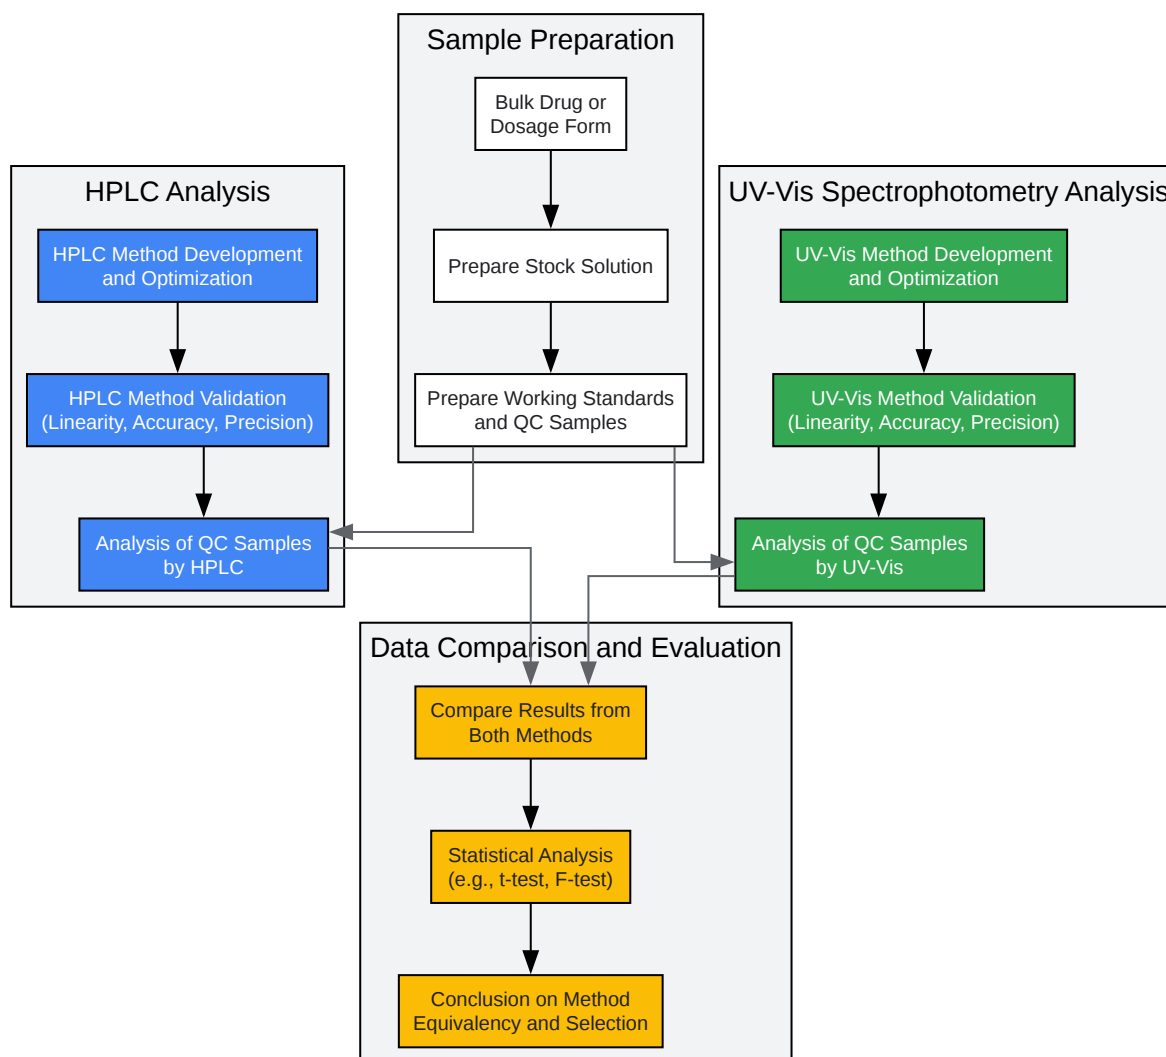 Sample Preparation
Bulk Drug or
Dosage Form
Prepare Stock Solution
Prepare Working Standards
and QC Samples
HPLC Analysis
HPLC Method Development
and Optimization
HPLC Method Validation
(Linearity, Accuracy, Precision)
Analysis of QC Samples
by HPLC
UV-Vis Spectrophotometry Analysis
UV-Vis Method Development
and Optimization
UV-Vis Method Validation
(Linearity, Accuracy, Precision)
Analysis of QC Samples
by UV-Vis
Data Comparison and Evaluation
Compare Results from
Both Methods
Statistical Analysis
(e.g., t-test, F-test)
Conclusion on Method
Equivalency and Selection